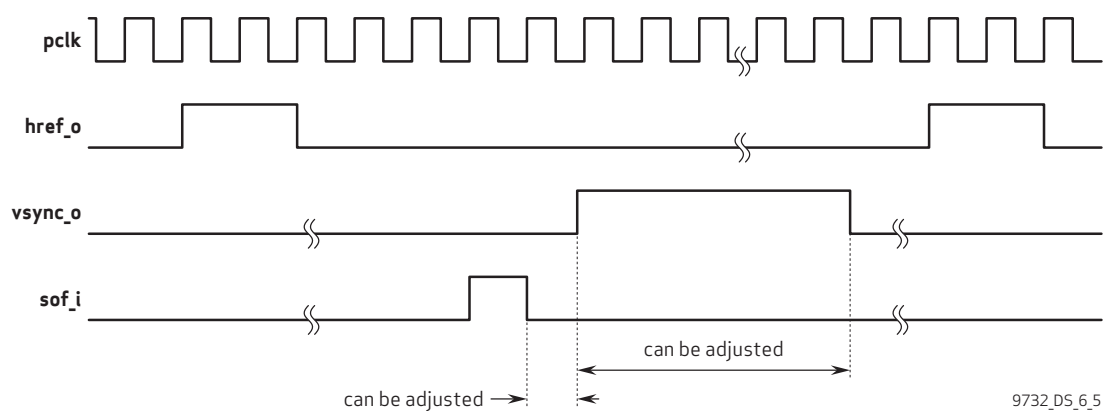 pclk
href_o
vsync_o
sof_i
can be adjusted
can be adjusted
9732_DS_6_5